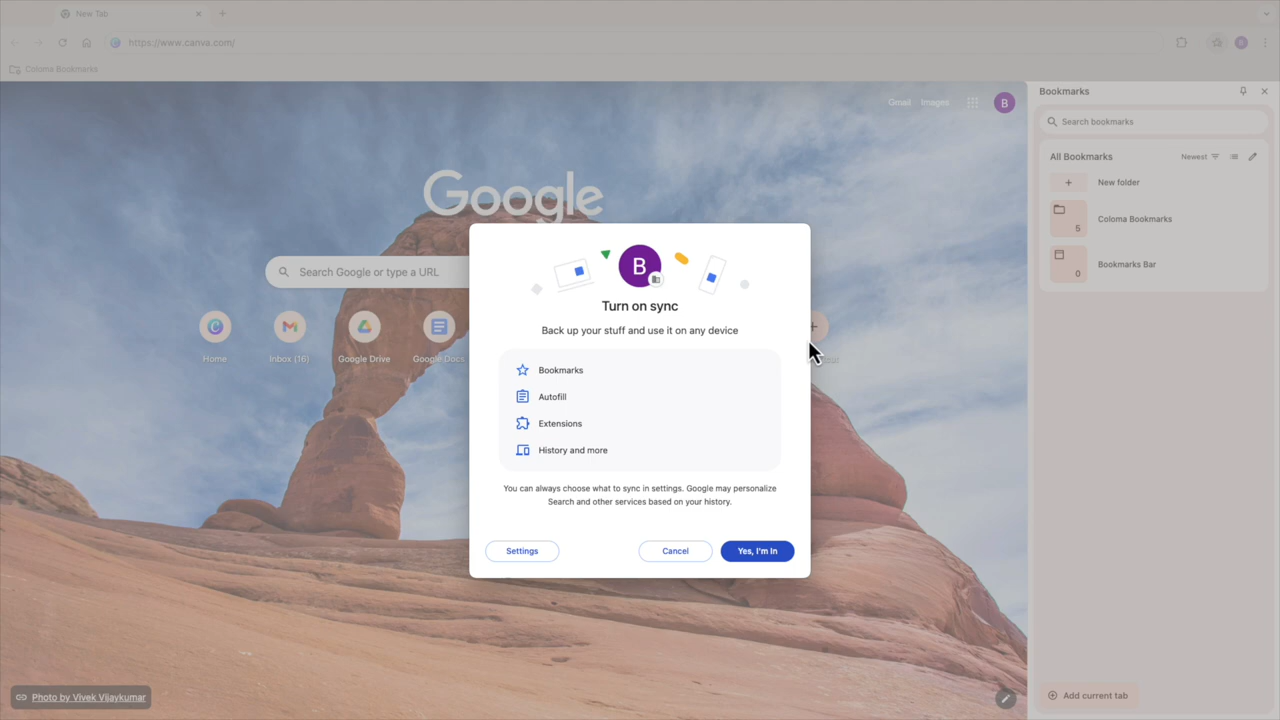 New Tab
https://www.canva.com/
B
Coloma Bookmarks
Gmail
Images
B
Google
Search Google or type a URL
Home
Inbox (16)
Google Drive
Google Docs
B
Turn on sync
Back up your stuff and use it on any device
Bookmarks
Autofill
Extensions
History and more
You can always choose what to sync in settings. Google may personalize
Search and other services based on your history.
Settings
Cancel
Yes, I'm In
Photo by Vivek Vijaykumar
Bookmarks
Search bookmarks
All Bookmarks
Newest
New folder
Coloma Bookmarks
5
Bookmarks Bar
0
Add current tab